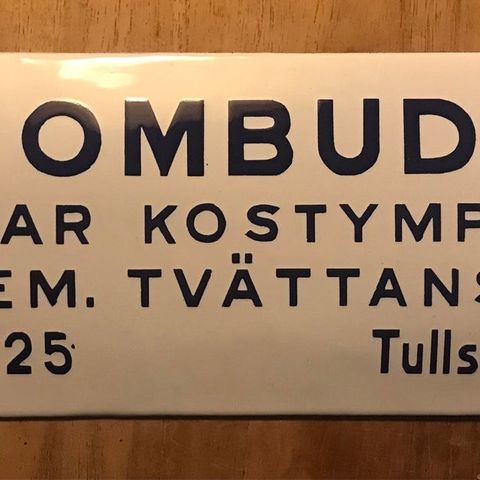 OMBUD
AR KOSTYMP
EM. TVÄTTANS
25 Tulls